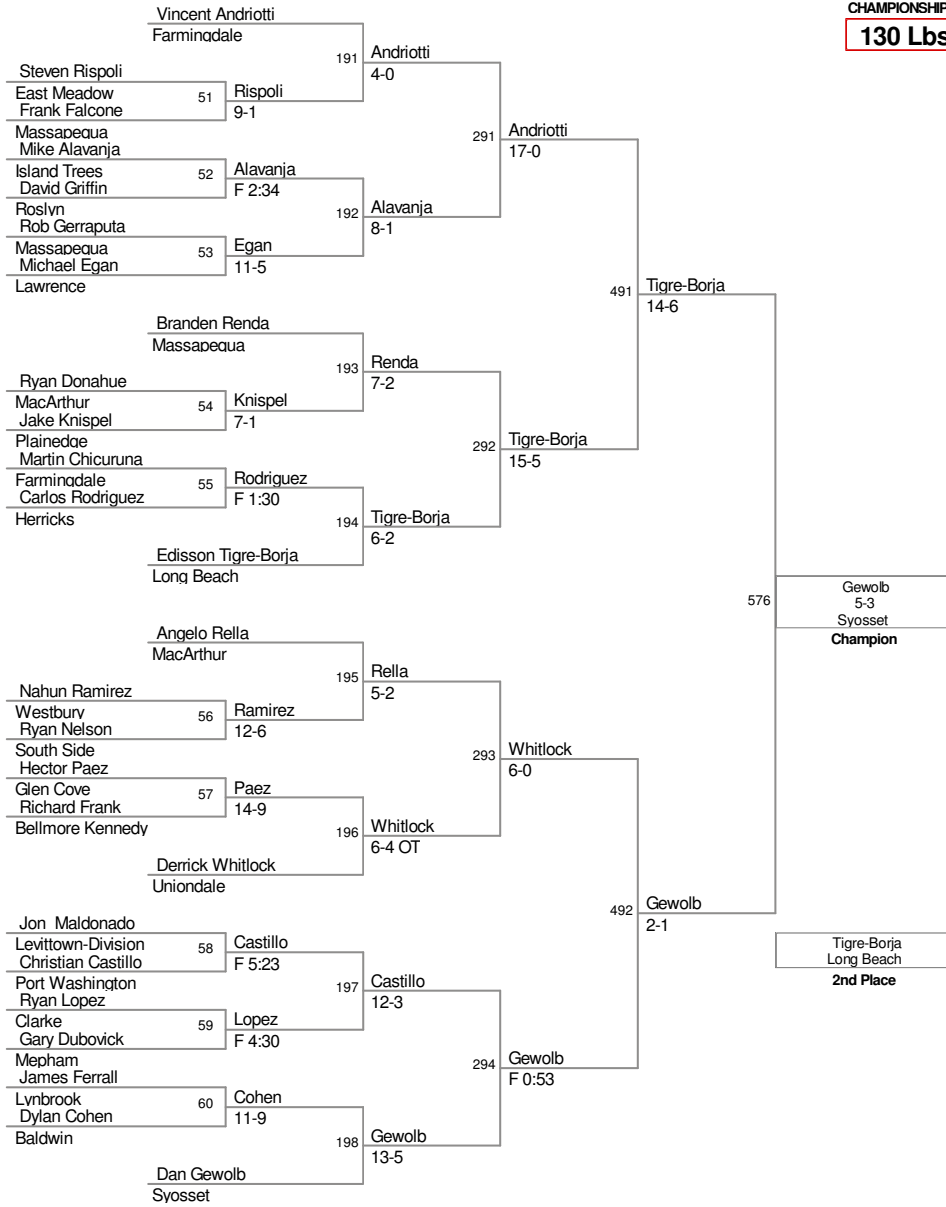 CHAMPIONSHIP
130 Lbs
Vincent Andriotti
Farmingdale
191 Andriotti
4-0
Steven Rispoli
East Meadow
51 Rispoli
9-1
Frank Falcone
Massapequa
291 Andriotti
17-0
Mike Alavanja
Island Trees
52 Alavanja
F 2:34
David Griffin
Roslyn
192 Alavanja
8-1
Rob Gerraputa
Massapequa
53 Egan
11-5
Michael Egan
Lawrence
491 Tigre-Borja
14-6
Branden Renda
Massapequa
193 Renda
7-2
Ryan Donahue
MacArthur
54 Knispel
7-1
Jake Knispel
Plainedge
292 Tigre-Borja
15-5
Martin Chicuruna
Farmingdale
55 Rodriguez
F 1:30
Carlos Rodriguez
Herricks
194 Tigre-Borja
6-2
Edisson Tigre-Borja
Long Beach
576 Gewolb
5-3
Syosset
Champion
Angelo Rella
MacArthur
195 Rella
5-2
Nahun Ramirez
Westbury
56 Ramirez
12-6
Ryan Nelson
South Side
293 Whitlock
6-0
Hector Paez
Glen Cove
57 Paez
14-9
Richard Frank
Bellmore Kennedy
196 Whitlock
6-4 OT
Derrick Whitlock
Uniondale
492 Gewolb
2-1
Jon Maldonado
Levittown-Division
58 Castillo
F 5:23
Christian Castillo
Port Washington
197 Castillo
12-3
Tigre-Borja
Long Beach
2nd Place
Ryan Lopez
Clarke
59 Lopez
F 4:30
Gary Dubovick
Mepham
294 Gewolb
F 0:53
James Ferrall
Lynbrook
60 Cohen
11-9
Dylan Cohen
Baldwin
198 Gewolb
13-5
Dan Gewolb
Syosset